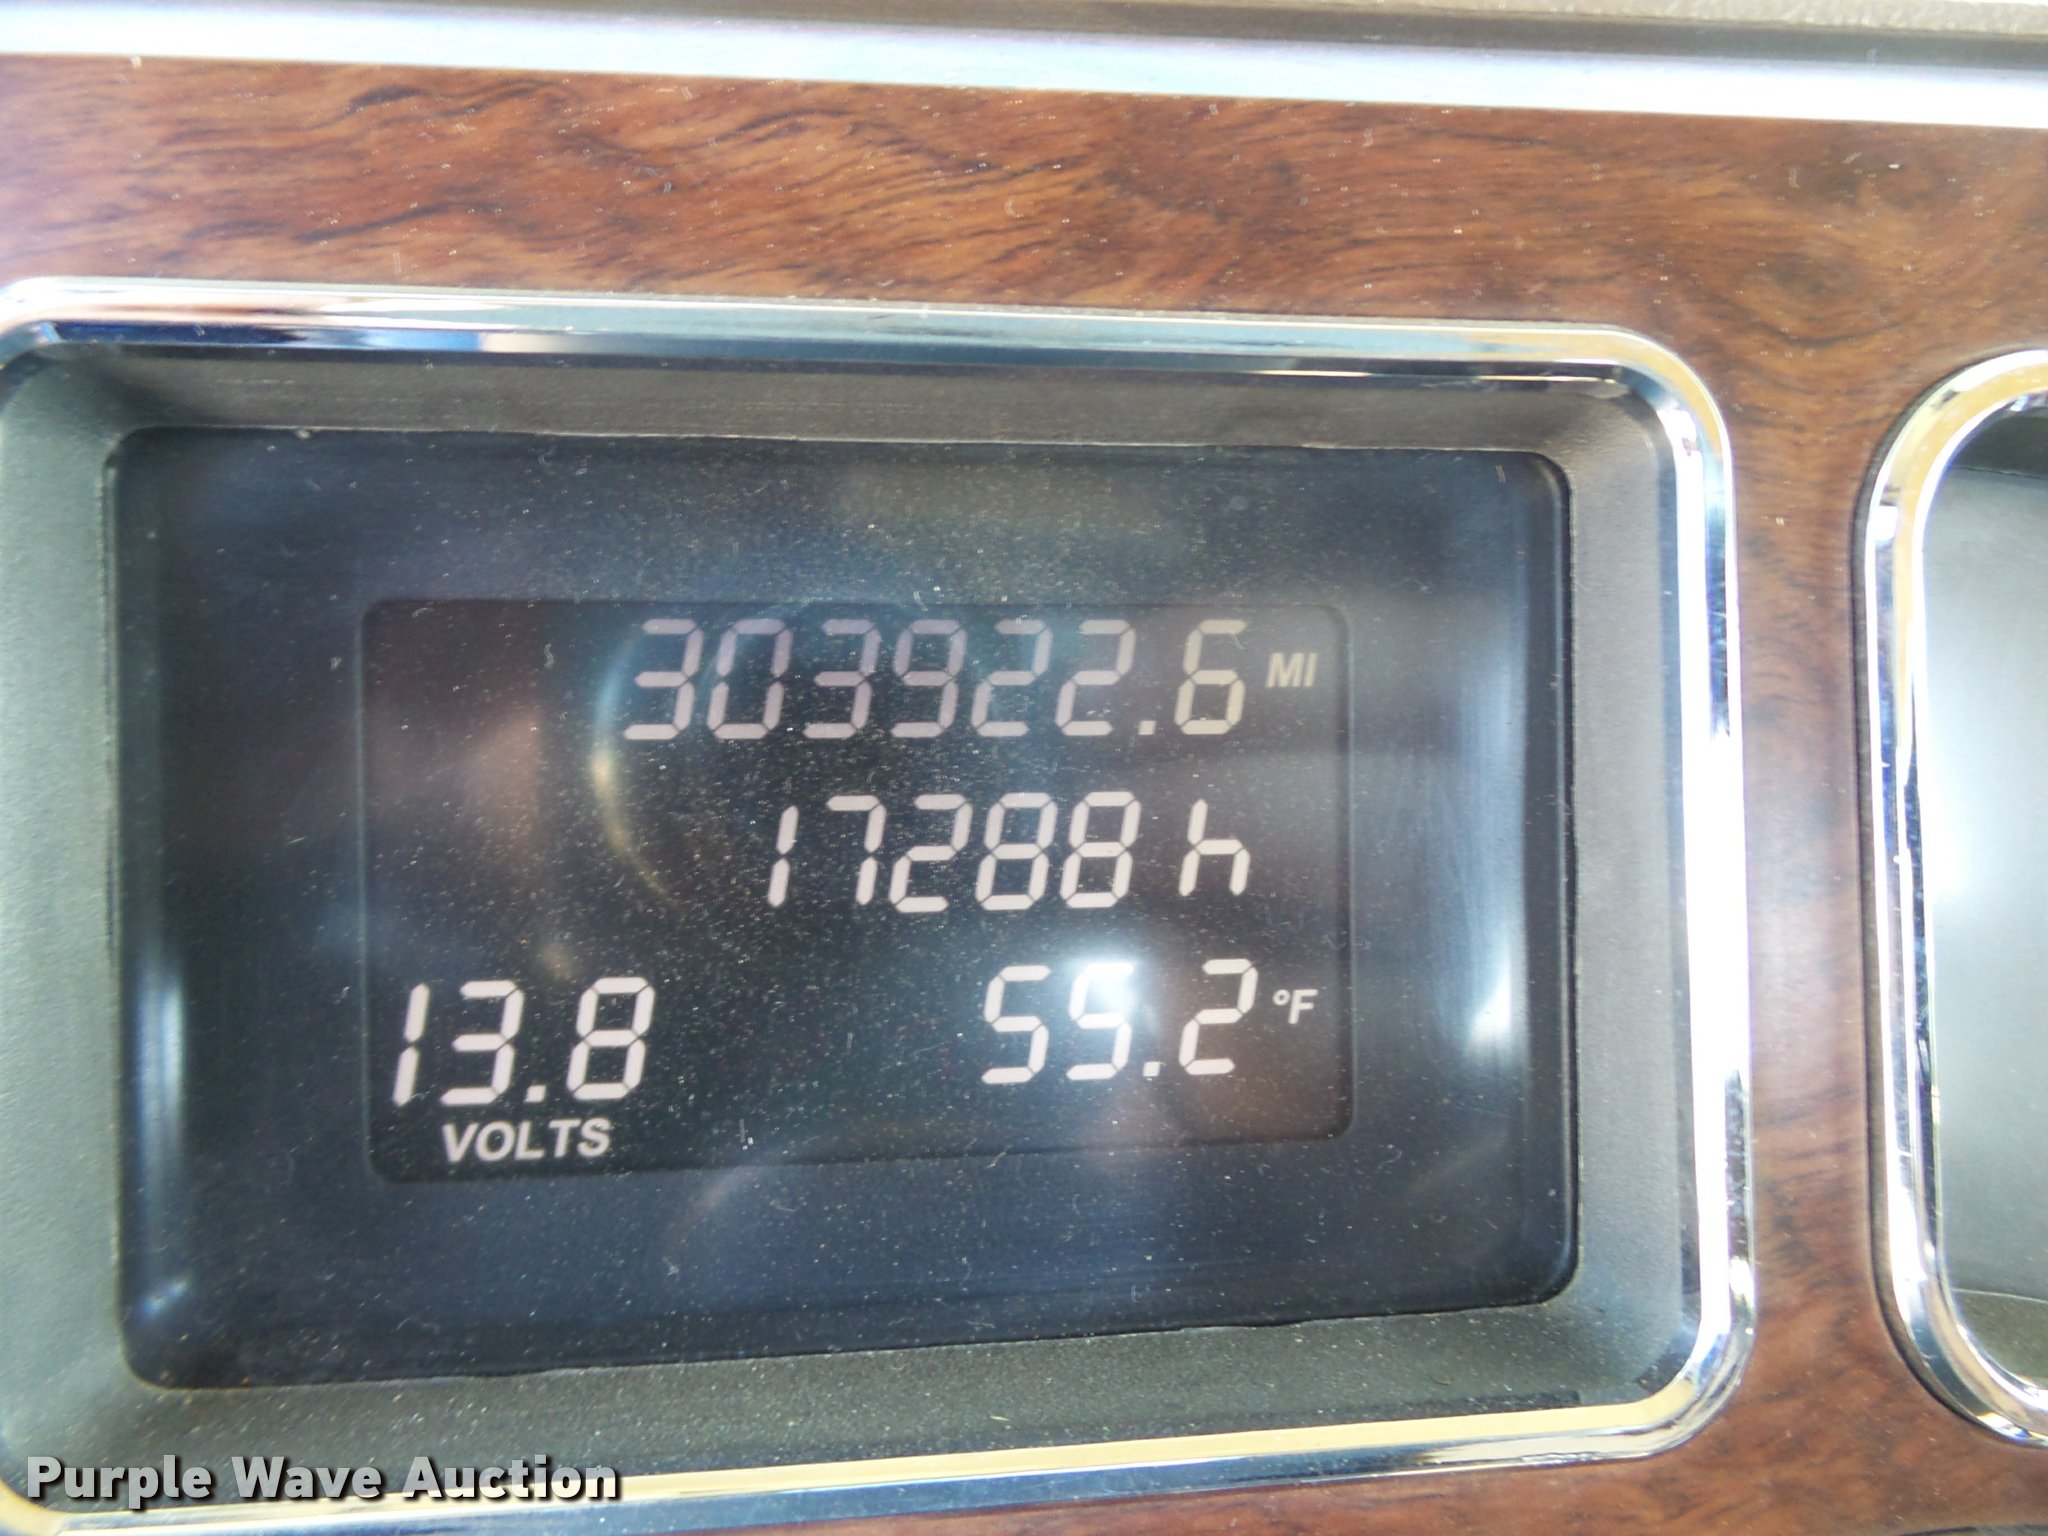 303922.6 MI
17288 h
13.8 55.2 °F
VOLTS
Purple Wave Auction